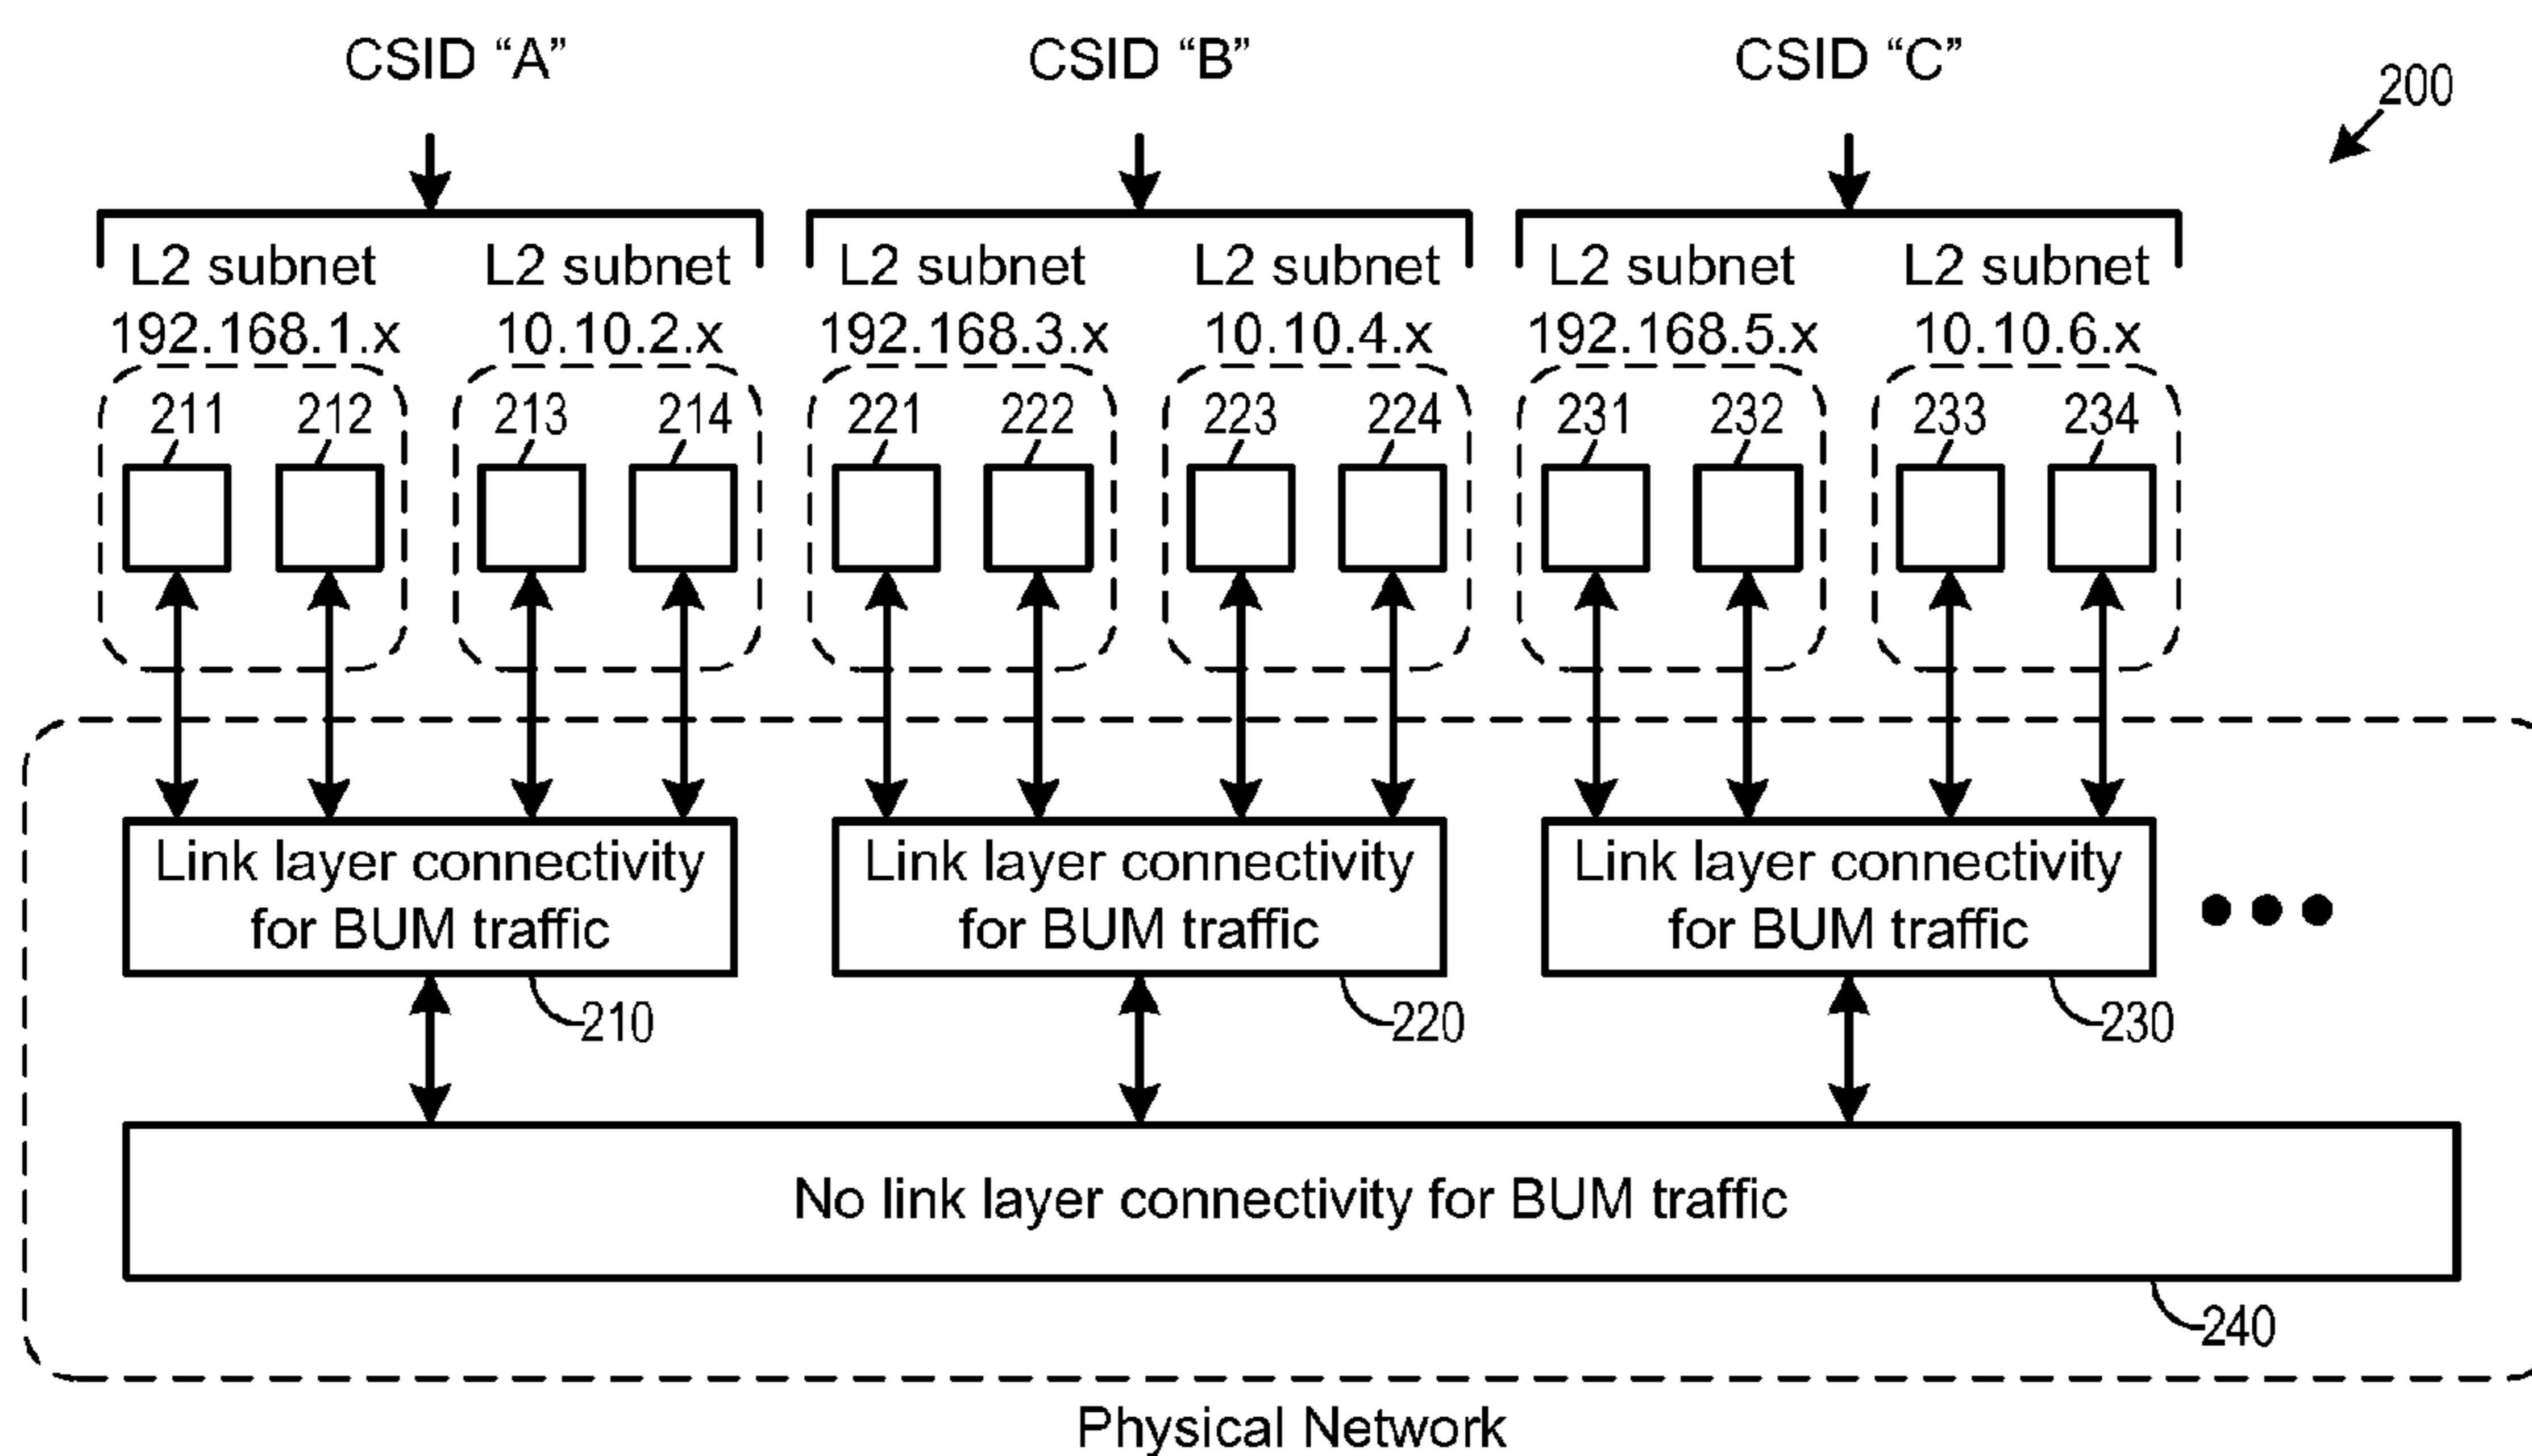 CSID “A”
CSID “B”
CSID “C”
200
L2 subnet
192.168.1.x
L2 subnet
10.10.2.x
L2 subnet
192.168.3.x
L2 subnet
10.10.4.x
L2 subnet
192.168.5.x
L2 subnet
10.10.6.x
211
212
213
214
221
222
223
224
231
232
233
234
Link layer connectivity
for BUM traffic
Link layer connectivity
for BUM traffic
Link layer connectivity
for BUM traffic
210
220
230
No link layer connectivity for BUM traffic
240
Physical Network